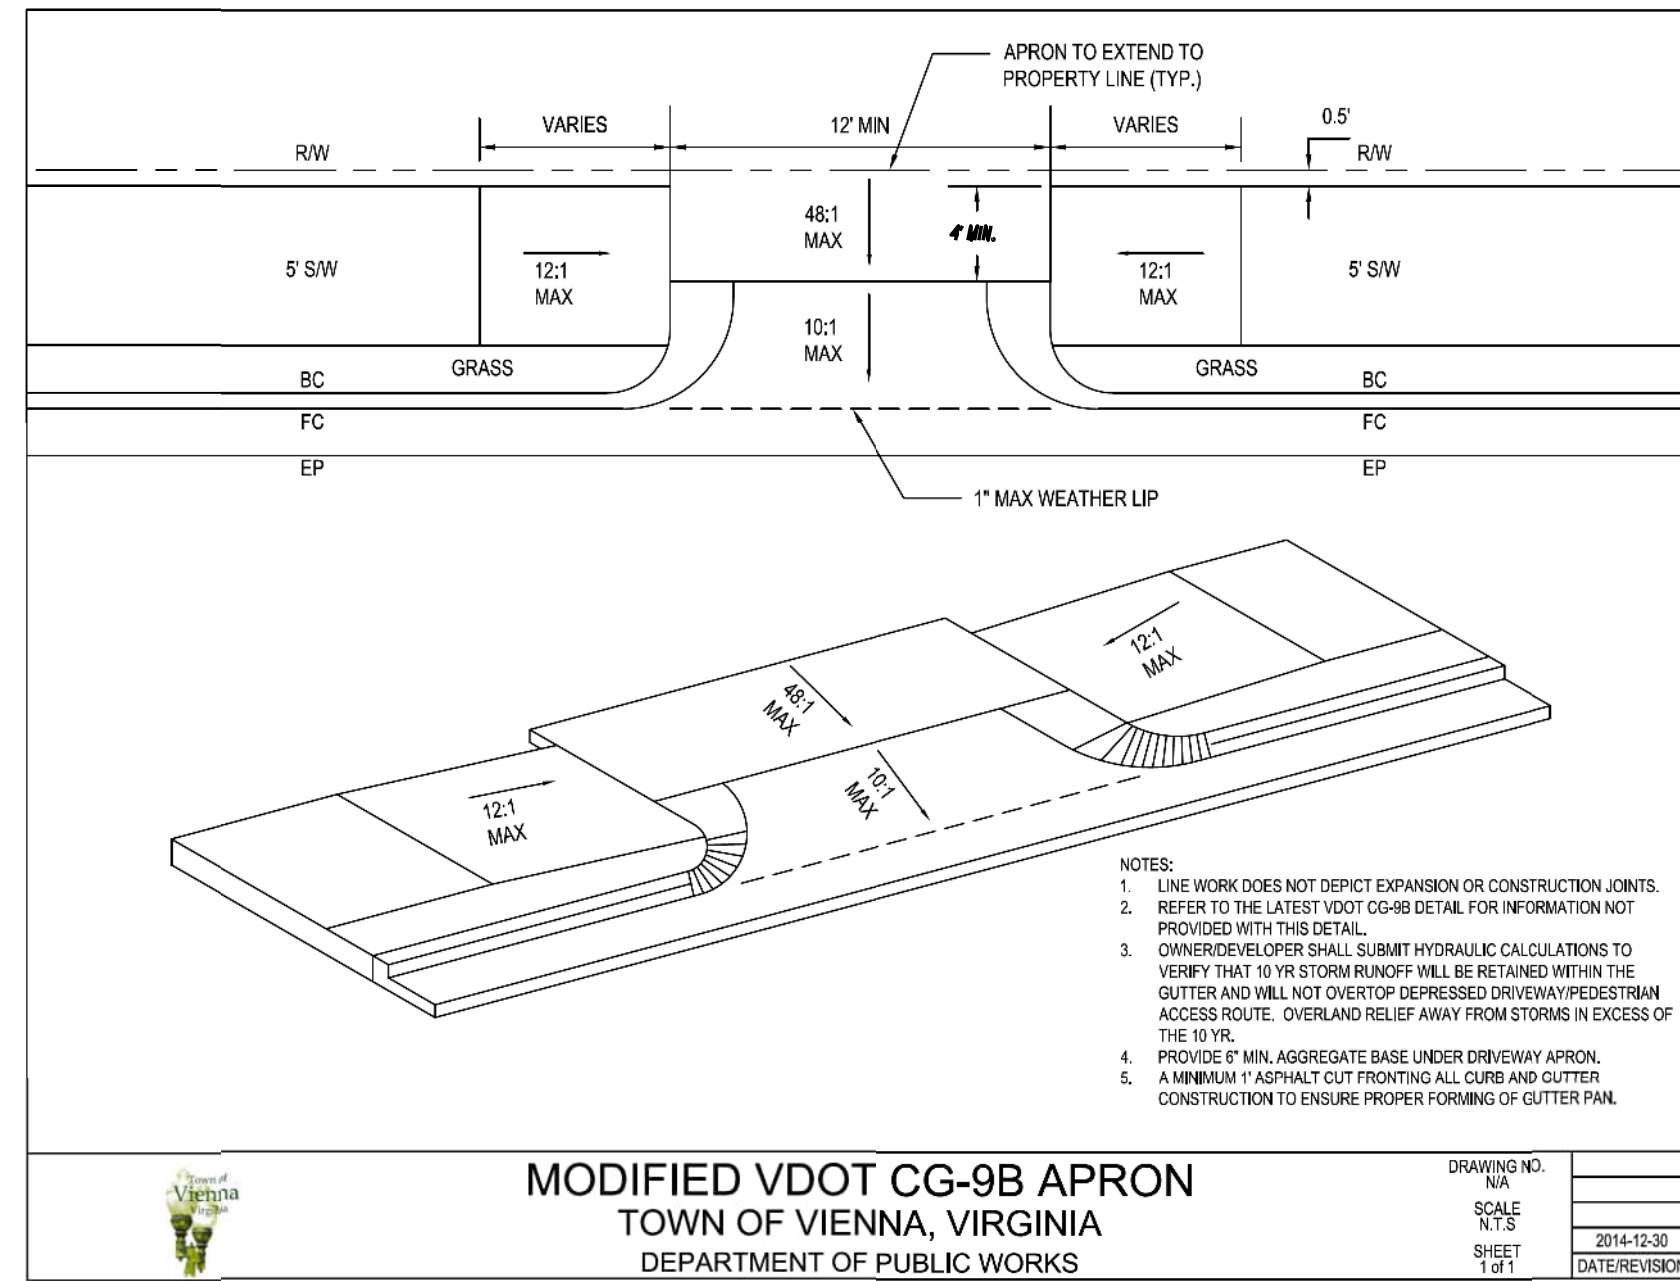 APRON TO EXTEND TO
PROPERTY LINE (TYP.)
VARIES
12' MIN
VARIES
0.5'
R/W
R/W
48:1
MAX
4' MIN.
5' S/W
12:1
MAX
12:1
MAX
5' S/W
10:1
MAX
GRASS
GRASS
BC
BC
FC
FC
EP
EP
1" MAX WEATHER LIP
12:1
MAX
48:1
MAX
10:1
MAX
12:1
MAX
NOTES:
1. LINE WORK DOES NOT DEPICT EXPANSION OR CONSTRUCTION JOINTS.
2. REFER TO THE LATEST VDOT CG-9B DETAIL FOR INFORMATION NOT
PROVIDED WITH THIS DETAIL.
3. OWNER/DEVELOPER SHALL SUBMIT HYDRAULIC CALCULATIONS TO
VERIFY THAT 10 YR STORM RUNOFF WILL BE RETAINED WITHIN THE
GUTTER AND WILL NOT OVERTOP DEPRESSED DRIVEWAY/PEDESTRIAN
ACCESS ROUTE. OVERLAND RELIEF AWAY FROM STORMS IN EXCESS OF
THE 10 YR.
4. PROVIDE 6" MIN. AGGREGATE BASE UNDER DRIVEWAY APRON.
5. A MINIMUM 1' ASPHALT CUT FRONTING ALL CURB AND GUTTER
CONSTRUCTION TO ENSURE PROPER FORMING OF GUTTER PAN.
Town of
Vienna
Virginia
MODIFIED VDOT CG-9B APRON
TOWN OF VIENNA, VIRGINIA
DEPARTMENT OF PUBLIC WORKS
DRAWING NO.
N/A
SCALE
N.T.S
SHEET
1 of 1
2014-12-30
DATE/REVISION